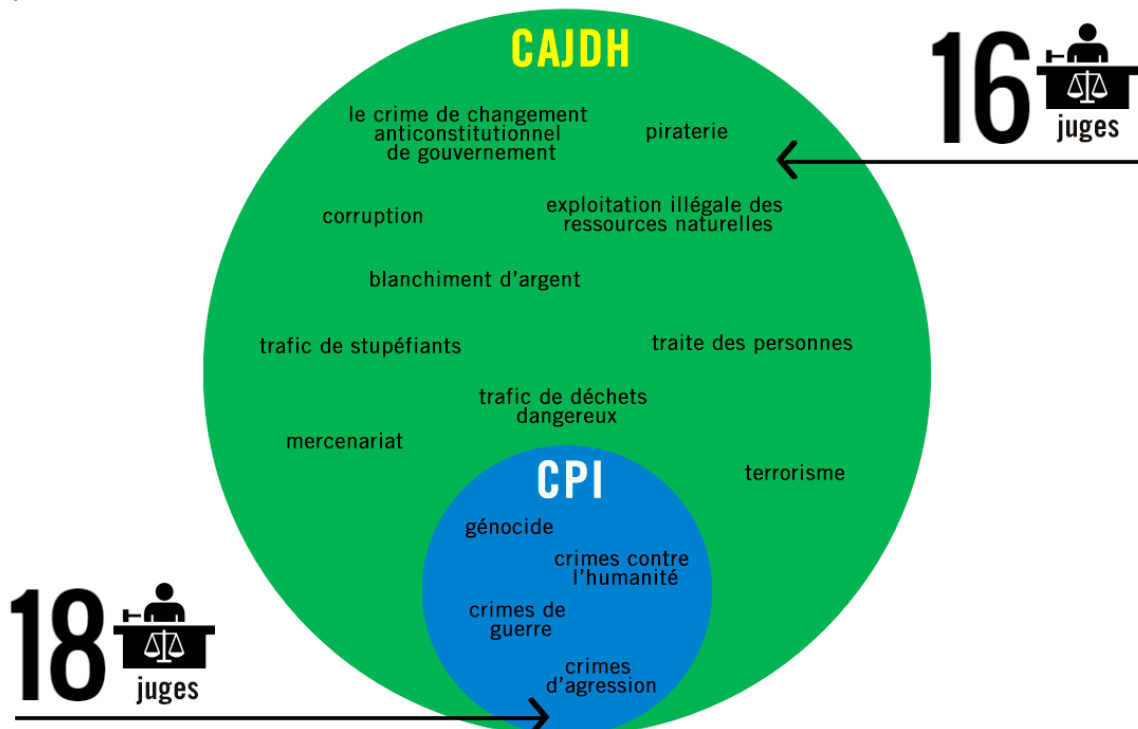 CAJDH
16
juges
le crime de changement
anticonstitutionnel
de gouvernement
piraterie
corruption
exploitation illégale des
ressources naturelles
blanchiment d'argent
trafic de stupéfiants
traite des personnes
trafic de déchets
dangereux
mercenariat
terrorisme
CPI
génocide
crimes contre
l'humanité
crimes de
guerre
crimes
d'agression
18
juges